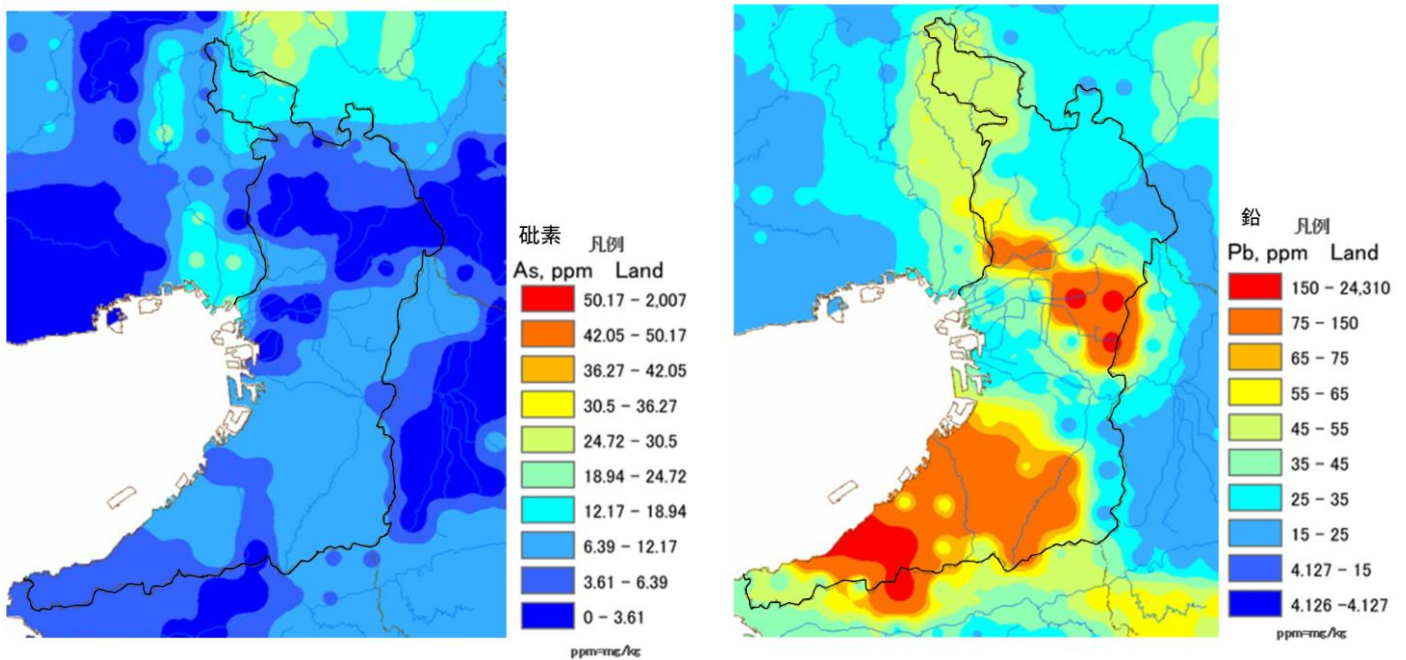 砒素 凡例
As, ppm Land
50.17 - 2,007
42.05 - 50.17
36.27 - 42.05
30.5 - 36.27
24.72 - 30.5
18.94 - 24.72
12.17 - 18.94
6.39 - 12.17
3.61 - 6.39
0 - 3.61
ppm=mg/kg
鉛 凡例
Pb, ppm Land
150 - 24,310
75 - 150
65 - 75
55 - 65
45 - 55
35 - 45
25 - 35
15 - 25
4.127 - 15
4.126 -4.127
ppm=mg/kg